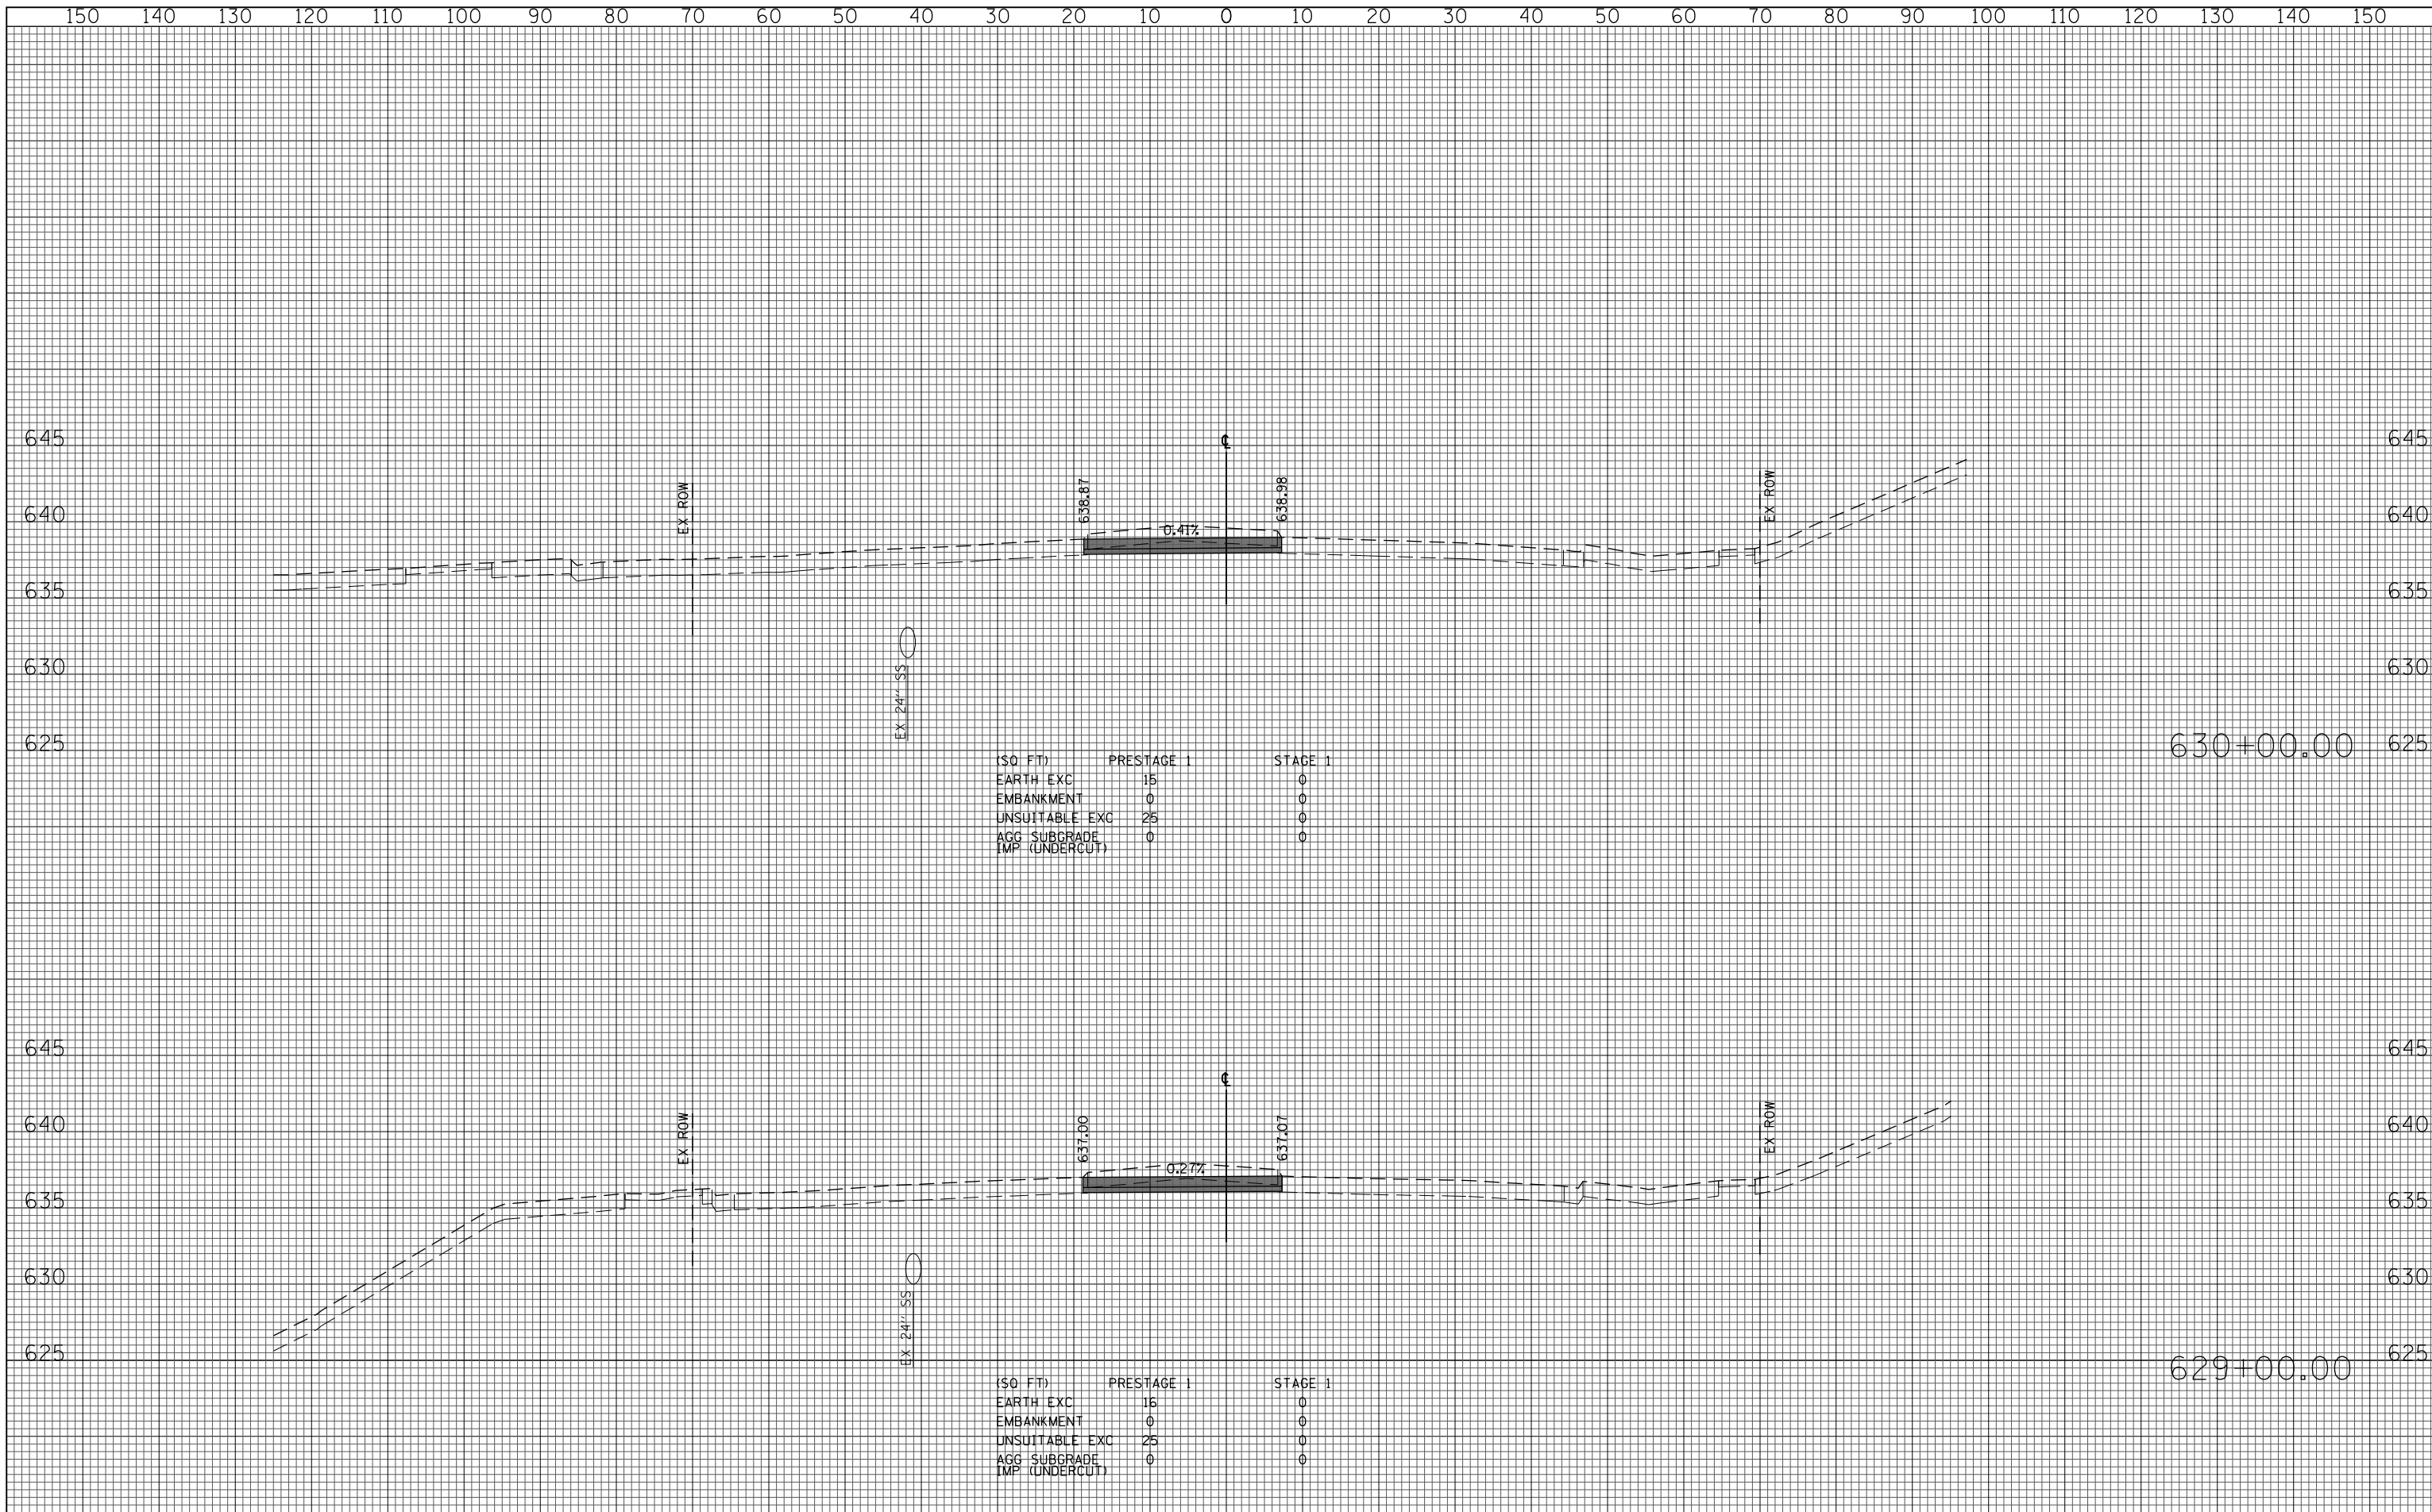 150 140 130 120 110 100 90 80 70 60 50 40 30 20 10 0 10 20 30 40 50 60 70 80 90 100 110 120 130 140 150
645 645
℄
EX ROW 638.87 638.98 EX ROW
640 640
0.41%
635 635
630 630
EX 24" SS
625 630+00.00 625
(SQ FT) PRESTAGE 1 STAGE 1
EARTH EXC 15 0
EMBANKMENT 0 0
UNSUITABLE EXC 25 0
AGG SUBGRADE 0 0
IMP (UNDERCUT)
645 645
℄
EX ROW 637.00 637.07 EX ROW
640 640
0.27%
635 635
630 630
EX 24" SS
625 629+00.00 625
(SQ FT) PRESTAGE 1 STAGE 1
EARTH EXC 16 0
EMBANKMENT 0 0
UNSUITABLE EXC 25 0
AGG SUBGRADE 0 0
IMP (UNDERCUT)